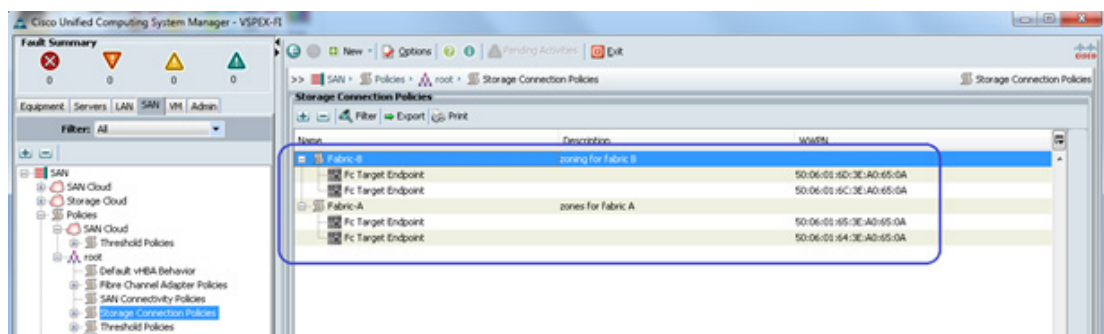 Cisco Unified Computing System Manager - VSPEX-FI
Fault Summary
0 0 0 0
New Options Pending Activities Exit
CISCO
>> SAN Policies root Storage Connection Policies
Storage Connection Policies
Equipment Servers LAN SAN VM Admin
Filter: All
Storage Connection Policies
Filter Export Print
Name Description WWPN
Fabric-B zoning for fabric B
Fc Target Endpoint 50:06:01:6D:3E:A0:65:0A
Fc Target Endpoint 50:06:01:6C:3E:A0:65:0A
Fabric-A zones for fabric A
Fc Target Endpoint 50:06:01:65:3E:A0:65:0A
Fc Target Endpoint 50:06:01:64:3E:A0:65:0A
SAN
SAN Cloud
Storage Cloud
Policies
SAN Cloud
Threshold Policies
root
Default vHBA Behavior
Fibre Channel Adapter Policies
SAN Connectivity Policies
Storage Connection Policies
Threshold Policies